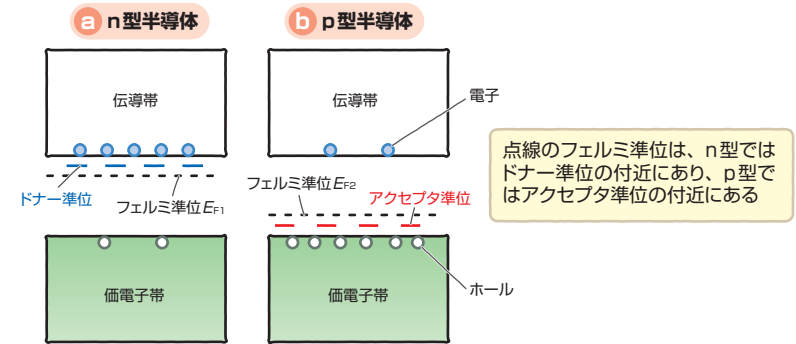 a n型半導体
b p型半導体
伝導帯
伝導帯
電子
点線のフェルミ準位は、n型では
ドナー準位の付近にあり、p型で
はアクセプタ準位の付近にある
ドナー準位
フェルミ準位EF1
フェルミ準位EF2
アクセプタ準位
価電子帯
価電子帯
ホール